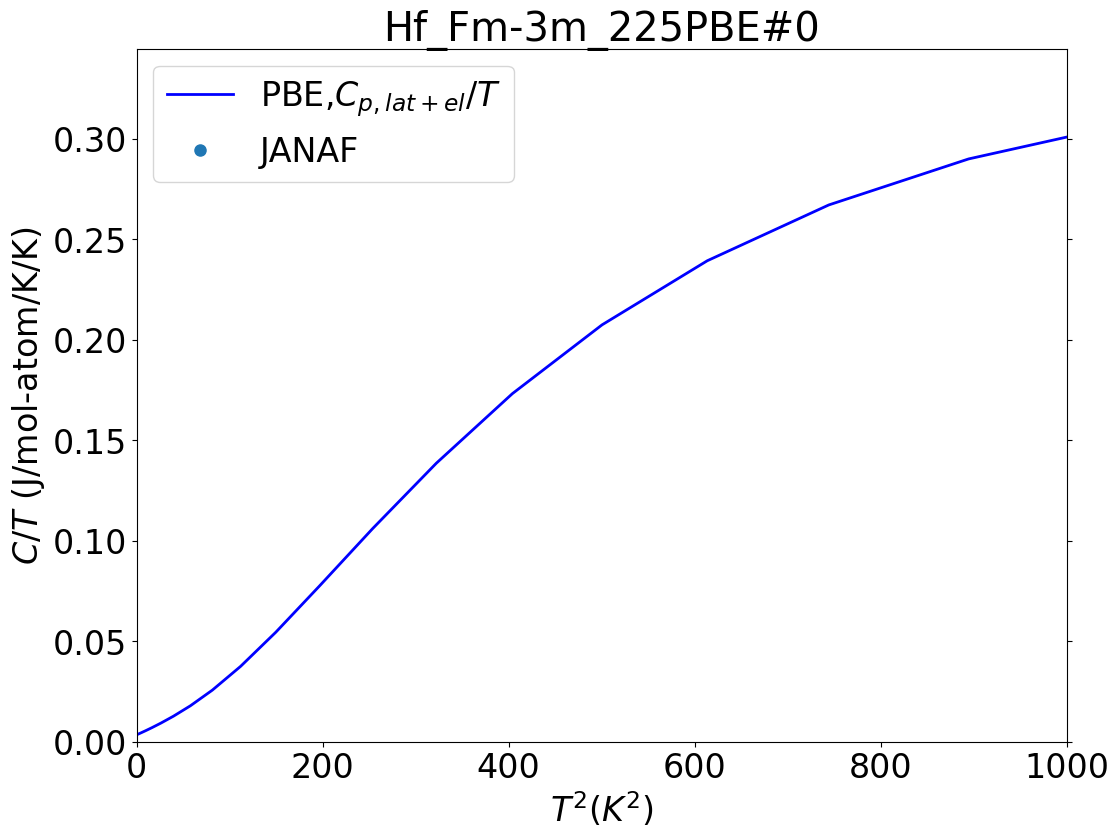 Hf_Fm-3m_225PBE#0
PBE,$C_{p,lat+el}/T$
JANAF
0.30
0.25
0.20
0.15
0.10
0.05
0.00
C/T (J/mol-atom/K/K)
0 200 400 600 800 1000
$T^2(K^2)$